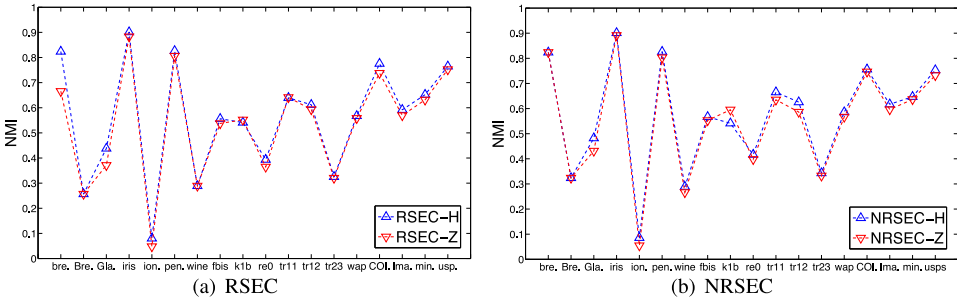 NMI
1
0.9
0.8
0.7
0.6
0.5
0.4
0.3
0.2
0.1
0
RSEC-H
RSEC-Z
bre. Bre. Gla. iris ion. pen. wine fbis k1b re0 tr11 tr12 tr23 wap COI. Ima. min. usp.
(a) RSEC
NMI
1
0.9
0.8
0.7
0.6
0.5
0.4
0.3
0.2
0.1
0
NRSEC-H
NRSEC-Z
bre. Bre. Gla. iris ion. pen. wine fbis k1b re0 tr11 tr12 tr23 wap COI. Ima. min. usps
(b) NRSEC